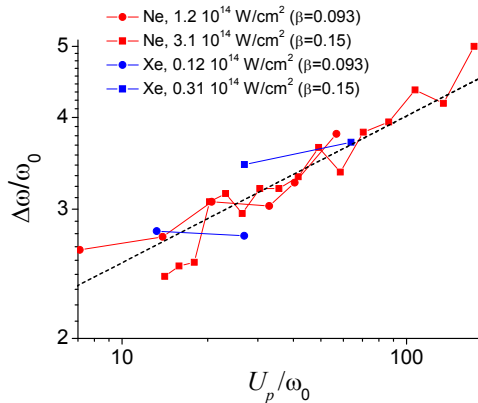 Ne, 1.2 10¹⁴ W/cm² (β=0.093)
Ne, 3.1 10¹⁴ W/cm² (β=0.15)
Xe, 0.12 10¹⁴ W/cm² (β=0.093)
Xe, 0.31 10¹⁴ W/cm² (β=0.15)
5
4
3
2
Δω/ω₀
10
100
Uₚ/ω₀